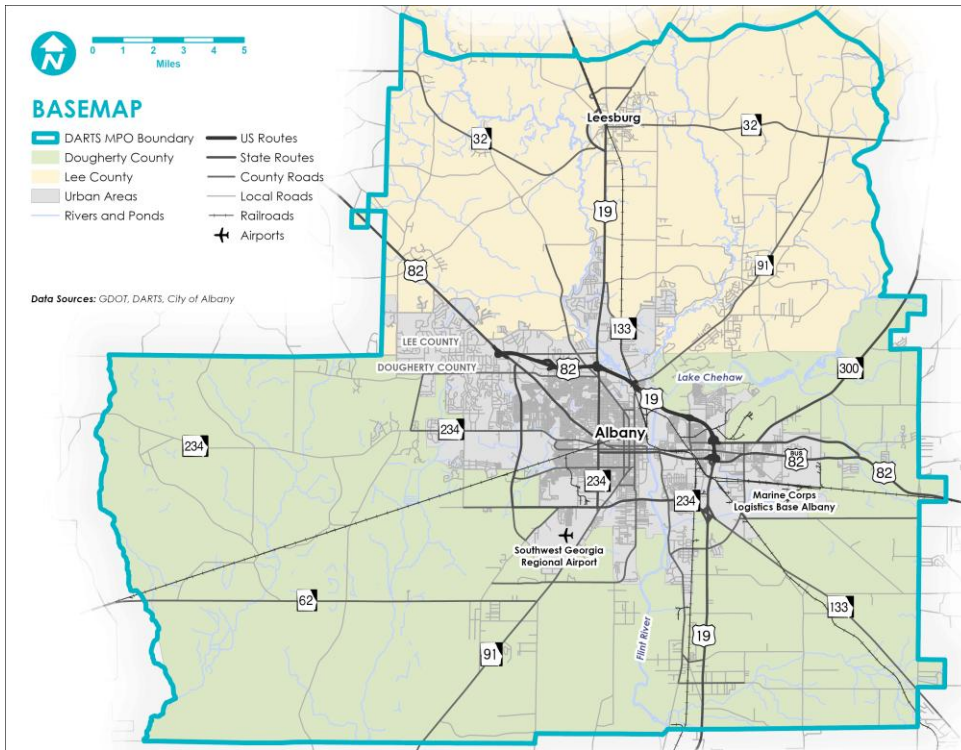 N
0 1 2 3 4 5
Miles
BASEMAP
DARTS MPO Boundary
Dougherty County
Lee County
Urban Areas
Rivers and Ponds
US Routes
State Routes
County Roads
Local Roads
Railroads
Airports
Data Sources: GDOT, DARTS, City of Albany
Leesburg
32
32
19
82
91
133
LEE COUNTY
DOUGHERTY COUNTY
82
300
Lake Chehaw
19
234
234
Albany
BUS
82
82
234
234
Marine Corps
Logistics Base Albany
Southwest Georgia
Regional Airport
62
133
19
Flint River
91